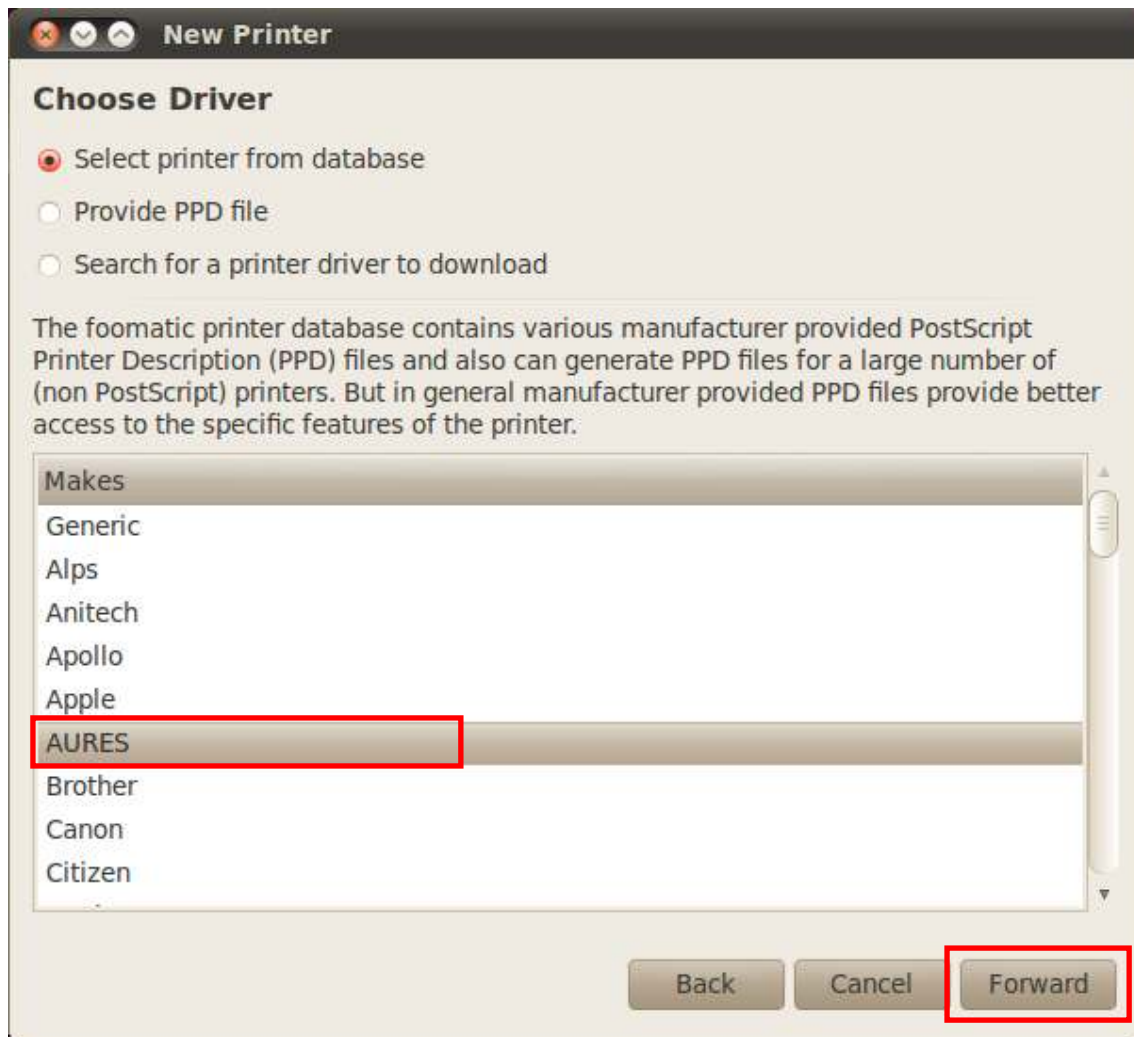 New Printer
Choose Driver
Select printer from database
Provide PPD file
Search for a printer driver to download
The foomatic printer database contains various manufacturer provided PostScript
Printer Description (PPD) files and also can generate PPD files for a large number of
(non PostScript) printers. But in general manufacturer provided PPD files provide better
access to the specific features of the printer.
Makes
Generic
Alps
Anitech
Apollo
Apple
AURES
Brother
Canon
Citizen
Back Cancel Forward